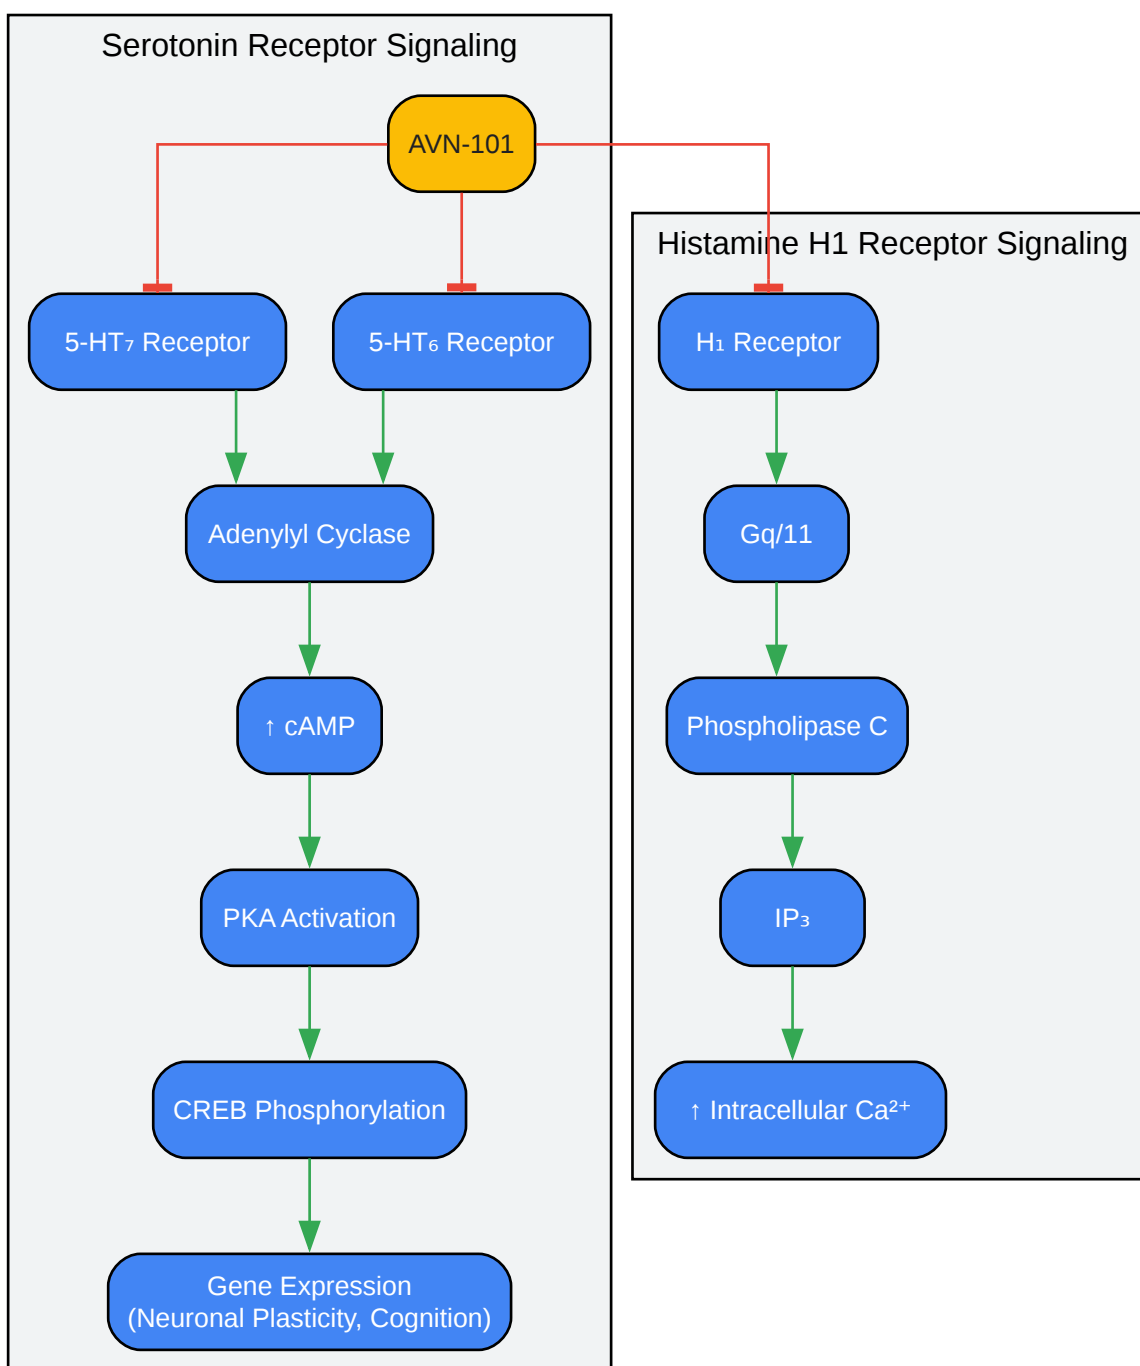 Serotonin Receptor Signaling
AVN-101
Histamine H1 Receptor Signaling
5-HT₇ Receptor
5-HT₆ Receptor
H₁ Receptor
Adenylyl Cyclase
Gq/11
↑ cAMP
Phospholipase C
PKA Activation
IP₃
CREB Phosphorylation
↑ Intracellular Ca²⁺
Gene Expression
(Neuronal Plasticity, Cognition)